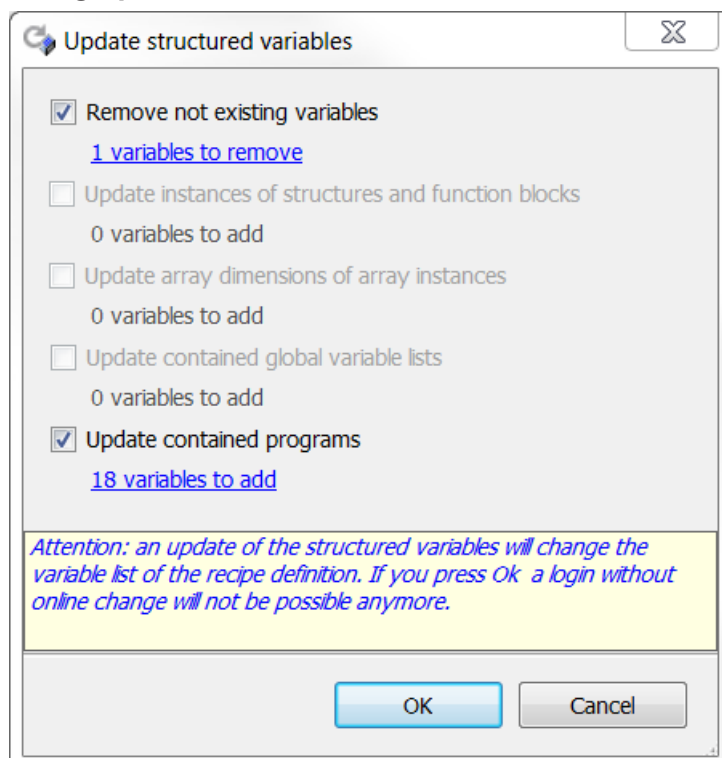 Update structured variables
Remove not existing variables
1 variables to remove
Update instances of structures and function blocks
0 variables to add
Update array dimensions of array instances
0 variables to add
Update contained global variable lists
0 variables to add
Update contained programs
18 variables to add
Attention: an update of the structured variables will change the
variable list of the recipe definition. If you press Ok a login without
online change will not be possible anymore.
OK
Cancel